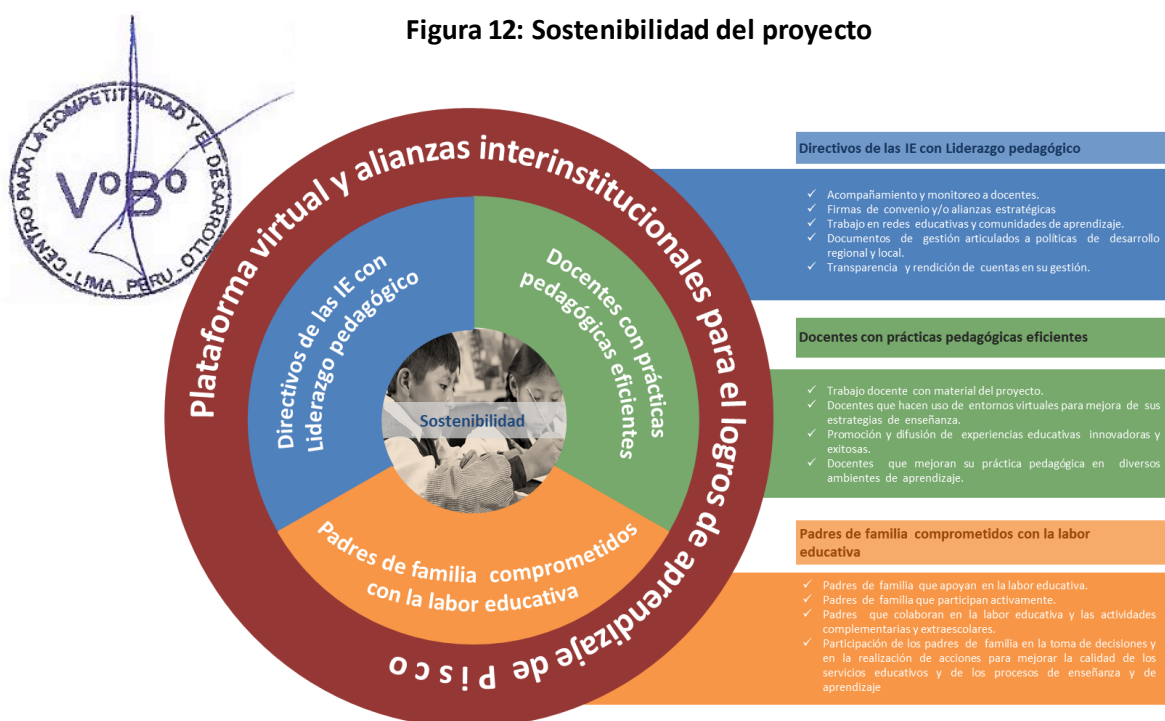 Figura 12: Sostenibilidad del proyecto
CENTRO PARA LA COMPETITIVIDAD Y EL DESARROLLO
VºBº
- LIMA . PERU -
Plataforma virtual y alianzas interinstitucionales para el logros de aprendizaje de Pisco
Directivos de las IE con
Liderazgo pedagógico
Docentes con prácticas
pedagógicas eficientes
Sostenibilidad
Padres de familia comprometidos
con la labor educativa
Directivos de las IE con Liderazgo pedagógico
✓ Acompañamiento y monitoreo a docentes.
✓ Firmas de convenio y/o alianzas estratégicas
✓ Trabajo en redes educativas y comunidades de aprendizaje.
✓ Documentos de gestión articulados a políticas de desarrollo
regional y local.
✓ Transparencia y rendición de cuentas en su gestión.
Docentes con prácticas pedagógicas eficientes
✓ Trabajo docente con material del proyecto.
✓ Docentes que hacen uso de entornos virtuales para mejora de sus
estrategias de enseñanza.
✓ Promoción y difusión de experiencias educativas innovadoras y
exitosas.
✓ Docentes que mejoran su práctica pedagógica en diversos
ambientes de aprendizaje.
Padres de familia comprometidos con la labor
educativa
✓ Padres de familia que apoyan en la labor educativa.
✓ Padres de familia que participan activamente.
✓ Padres que colaboran en la labor educativa y las actividades
complementarias y extraescolares.
✓ Participación de los padres de familia en la toma de decisiones y
en la realización de acciones para mejorar la calidad de los
servicios educativos y de los procesos de enseñanza y de
aprendizaje